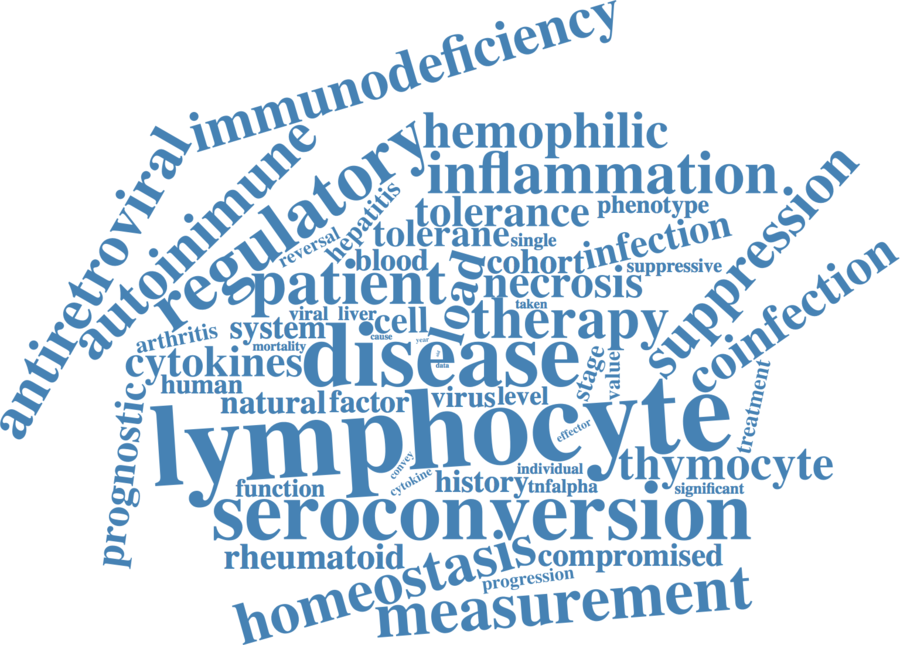 immunodeficiency
antiretroviral
autoinimune
regulatory
hemophilic
inflammation
hepatitis
reversal
tolerance
phenotype
tolerane
single
suppression
blood
load
cohort
infection
suppressive
patient
necrosis
coinfection
taken
viral
liver
cell
therapy
arthritis
system
cause
year
mortality
cytokines
disease
data
stage
value
human
treatment
natural
factor
virus
level
prognostic
lymphocyte
effector
convey
cytokine
individual
thymocyte
function
history
tnfalpha
significant
seroconversion
rheumatoid
homeostasis
compromised
progression
measurement